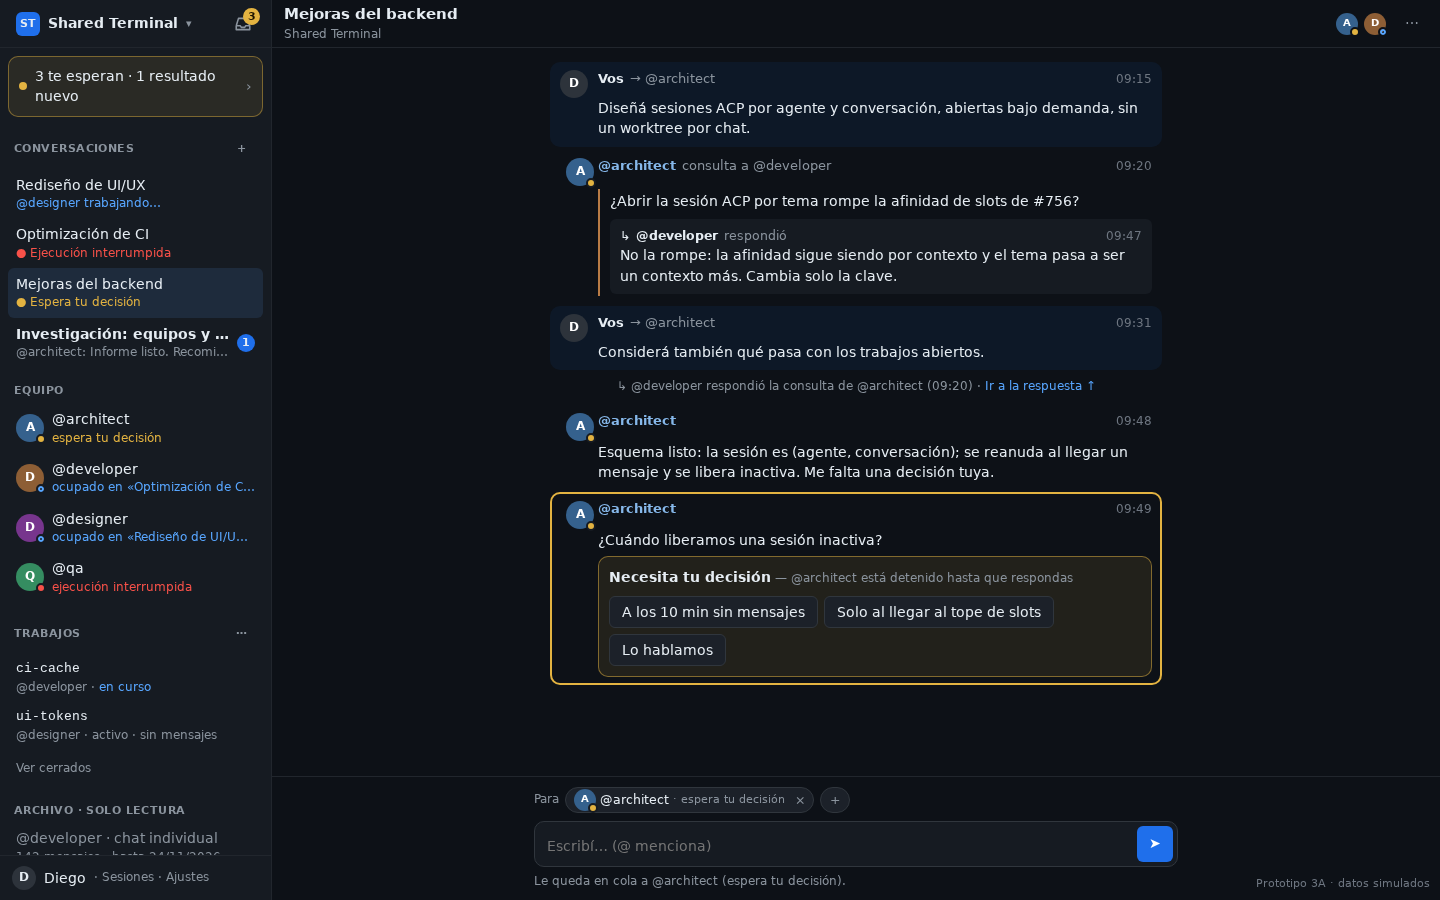 ST Shared Terminal ▾ 3
3 te esperan · 1 resultado
nuevo ›
CONVERSACIONES +
Rediseño de UI/UX
@designer trabajando…
Optimización de CI
Ejecución interrumpida
Mejoras del backend
Espera tu decisión
Investigación: equipos y …
@architect: Informe listo. Recomi… 1
EQUIPO
A @architect
espera tu decisión
D @developer
ocupado en «Optimización de C…
D @designer
ocupado en «Rediseño de UI/U…
Q @qa
ejecución interrumpida
TRABAJOS ···
ci-cache
@developer · en curso
ui-tokens
@designer · activo · sin mensajes
Ver cerrados
ARCHIVO · SOLO LECTURA
@developer · chat individual
D Diego · Sesiones · Ajustes
Mejoras del backend
Shared Terminal
A D ···
D Vos → @architect 09:15
Diseñá sesiones ACP por agente y conversación, abiertas bajo demanda, sin
un worktree por chat.
A @architect consulta a @developer 09:20
¿Abrir la sesión ACP por tema rompe la afinidad de slots de #756?
↳ @developer respondió 09:47
No la rompe: la afinidad sigue siendo por contexto y el tema pasa a ser
un contexto más. Cambia solo la clave.
D Vos → @architect 09:31
Considerá también qué pasa con los trabajos abiertos.
↳ @developer respondió la consulta de @architect (09:20) · Ir a la respuesta ↑
A @architect 09:48
Esquema listo: la sesión es (agente, conversación); se reanuda al llegar un
mensaje y se libera inactiva. Me falta una decisión tuya.
A @architect 09:49
¿Cuándo liberamos una sesión inactiva?
Necesita tu decisión — @architect está detenido hasta que respondas
A los 10 min sin mensajes Solo al llegar al tope de slots
Lo hablamos
Para A @architect · espera tu decisión × +
Escribí… (@ menciona) ➤
Le queda en cola a @architect (espera tu decisión).
Prototipo 3A · datos simulados